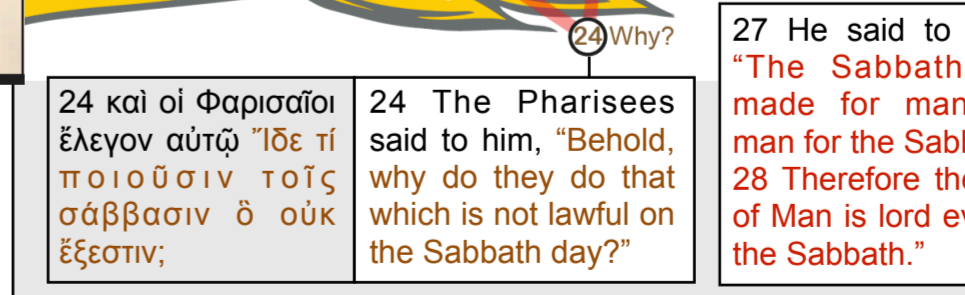 24 Why?
24 καὶ οἱ Φαρισαῖοι
ἔλεγον αὐτῷ Ἴδε τί
ποιοῦσιν τοῖς
σάββασιν ὃ οὐκ
ἔξεστιν;
24 The Pharisees
said to him, “Behold,
why do they do that
which is not lawful on
the Sabbath day?”
27 He said to
“The Sabbath
made for man
man for the
28 Therefore
of Man is lord
the Sabbath.”